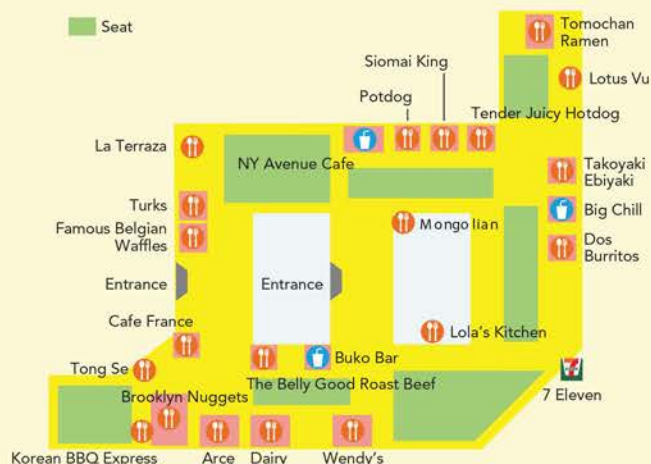 Seat
Tomochan
Ramen
Siomai King
Lotus Vu
Potdog
Tender Juicy Hotdog
La Terraza
NY Avenue Cafe
Takoyaki
Ebiyaki
Turks
Big Chill
Famous Belgian
Waffles
Mongolian
Dos
Burritos
Entrance
Entrance
Cafe France
Lola's Kitchen
Tong Se
Buko Bar
The Belly Good Roast Beef
7
7 Eleven
Brooklyn Nuggets
Korean BBQ Express
Arce
Dairy
Wendy's